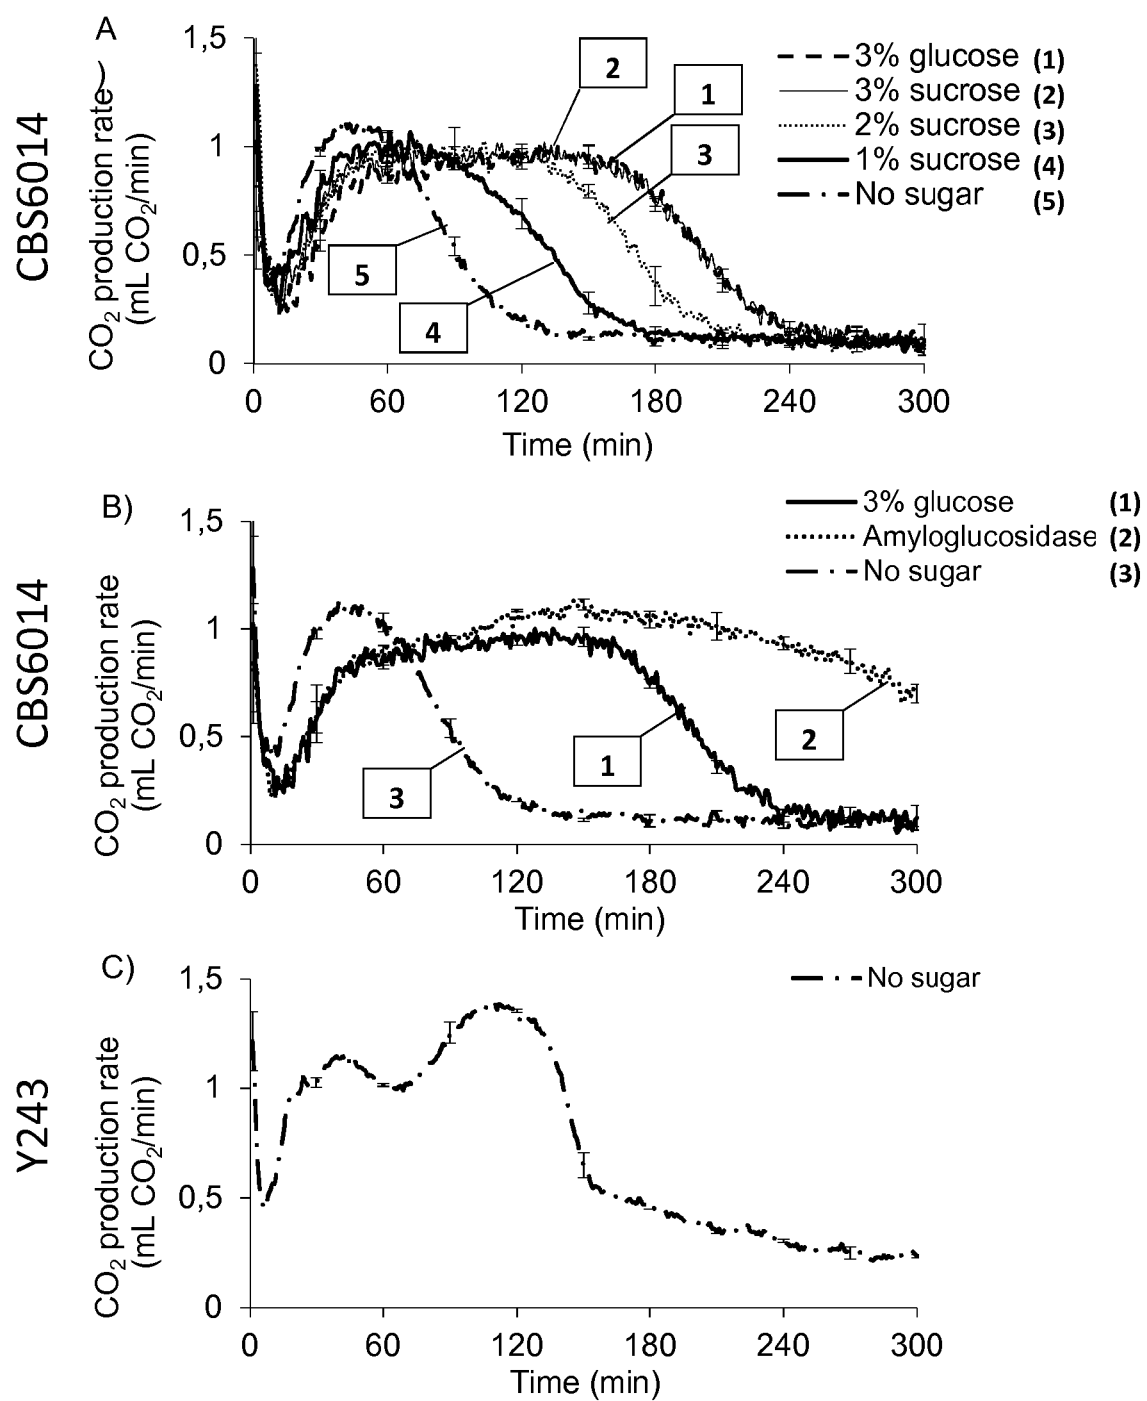 A
)
CBS6014
CO2 production rate
(mL CO2/min)
1,5
1
0,5
0
0 60 120 180 240 300
Time (min)
3% glucose (1)
3% sucrose (2)
2% sucrose (3)
1% sucrose (4)
No sugar (5)
2
1
3
5
4
B)
CBS6014
CO2 production rate
(mL CO2/min)
1,5
1
0,5
0
0 60 120 180 240 300
Time (min)
3% glucose (1)
Amyloglucosidase (2)
No sugar (3)
2
1
3
C)
Y243
CO2 production rate
(mL CO2/min)
1,5
1
0,5
0
0 60 120 180 240 300
Time (min)
No sugar